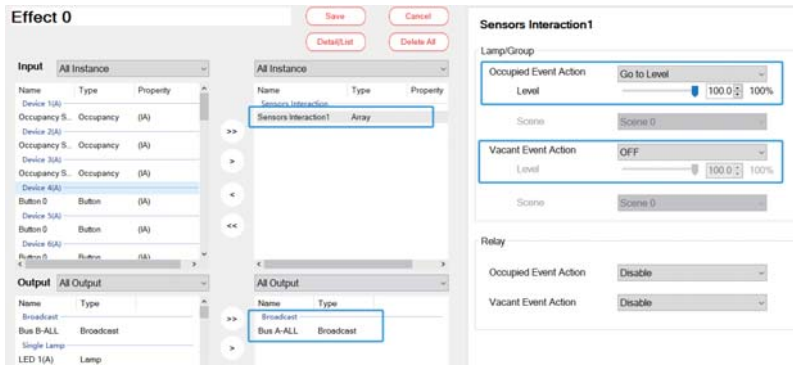 Effect 0
Save
Cancel
Detail/List
Delete All
Input
All Instance
Name Type Property
Device 1(A)
Occupancy S.. Occupancy (IA)
Device 2(A)
Occupancy S.. Occupancy (IA)
Device 3(A)
Occupancy S.. Occupancy (IA)
Device 4(A)
Button 0 Button (IA)
Device 5(A)
Button 0 Button (IA)
Device 6(A)
Button 0 Button (IA)
>>
>
<
<<
All Instance
Name Type Property
Sensors Interaction
Sensors Interaction1 Array
Output
All Output
Name Type
Broadcast
Bus B-ALL Broadcast
Single Lamp
LED 1(A) Lamp
>>
>
All Output
Name Type
Broadcast
Bus A-ALL Broadcast
Sensors Interaction1
Lamp/Group
Occupied Event Action Go to Level
Level 100.0 100%
Scene Scene 0
Vacant Event Action OFF
Level 100.0 100%
Scene Scene 0
Relay
Occupied Event Action Disable
Vacant Event Action Disable